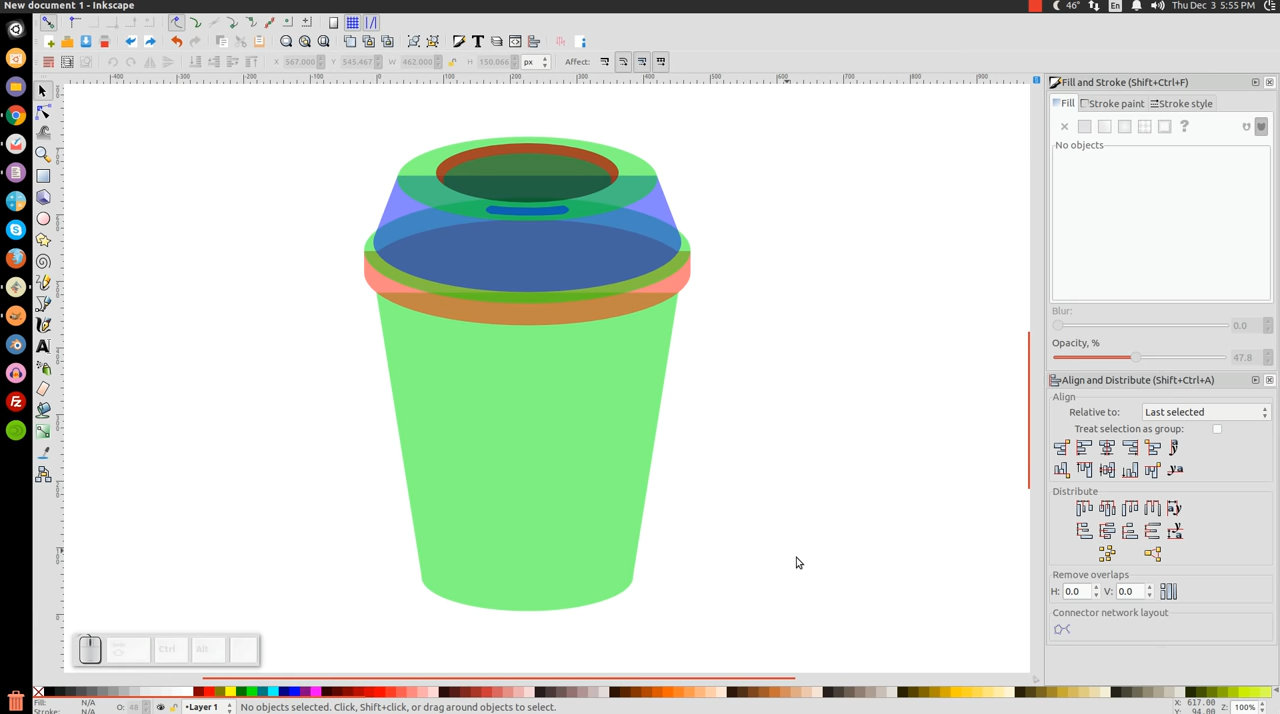 New document 1 - Inkscape
46° En Thu Dec 3 5:55 PM
X 567.000 Y 545.467 W 462.000 H 150.066 px Affect:
Fill and Stroke (Shift+Ctrl+F)
Fill Stroke paint Stroke style
No objects
Blur:
0.0
Opacity, %
47.8
Align and Distribute (Shift+Ctrl+A)
Align
Relative to: Last selected
Treat selection as group:
Distribute
Remove overlaps
H: 0.0 V: 0.0
Connector network layout
Ctrl Alt
Fill: N/A
Stroke: N/A
O: 48 •Layer 1 No objects selected. Click, Shift+click, or drag around objects to select.
X: 617.00
Y: 94.00
Z: 100%